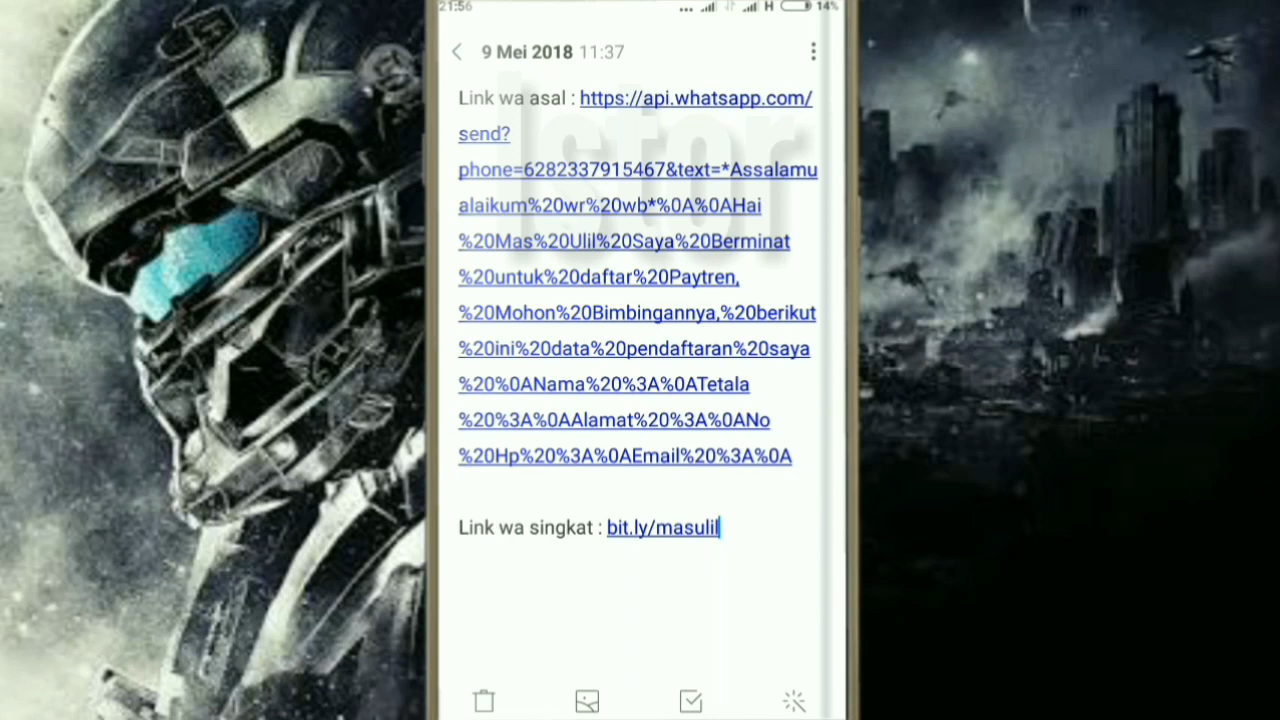 21:56
H
14%
9 Mei 2018 11:37
Link wa asal : https://api.whatsapp.com/
send?
phone=6282337915467&text=*Assalamu
alaikum%20wr%20wb*%0A%0AHai
%20Mas%20Ulil%20Saya%20Berminat
%20untuk%20daftar%20Paytren,
%20Mohon%20Bimbingannya,%20berikut
%20ini%20data%20pendaftaran%20saya
%20%0ANama%20%3A%0ATetala
%20%3A%0AAlamat%20%3A%0ANo
%20Hp%20%3A%0AEmail%20%3A%0A
Link wa singkat : bit.ly/masulil